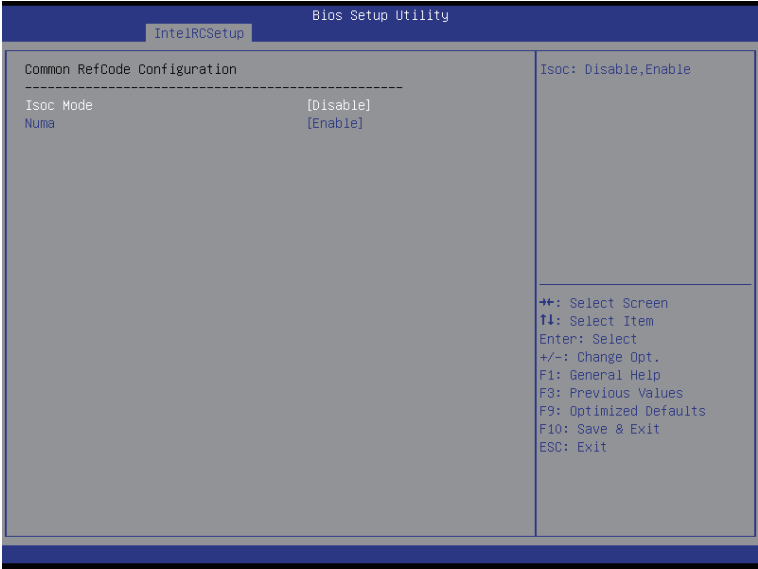 Bios Setup Utility
IntelRCSetup
Common RefCode Configuration
--------------------------------------------------
Isoc Mode [Disable]
Numa [Enable]
Isoc: Disable,Enable
→←: Select Screen
↑↓: Select Item
Enter: Select
+/-: Change Opt.
F1: General Help
F3: Previous Values
F9: Optimized Defaults
F10: Save & Exit
ESC: Exit